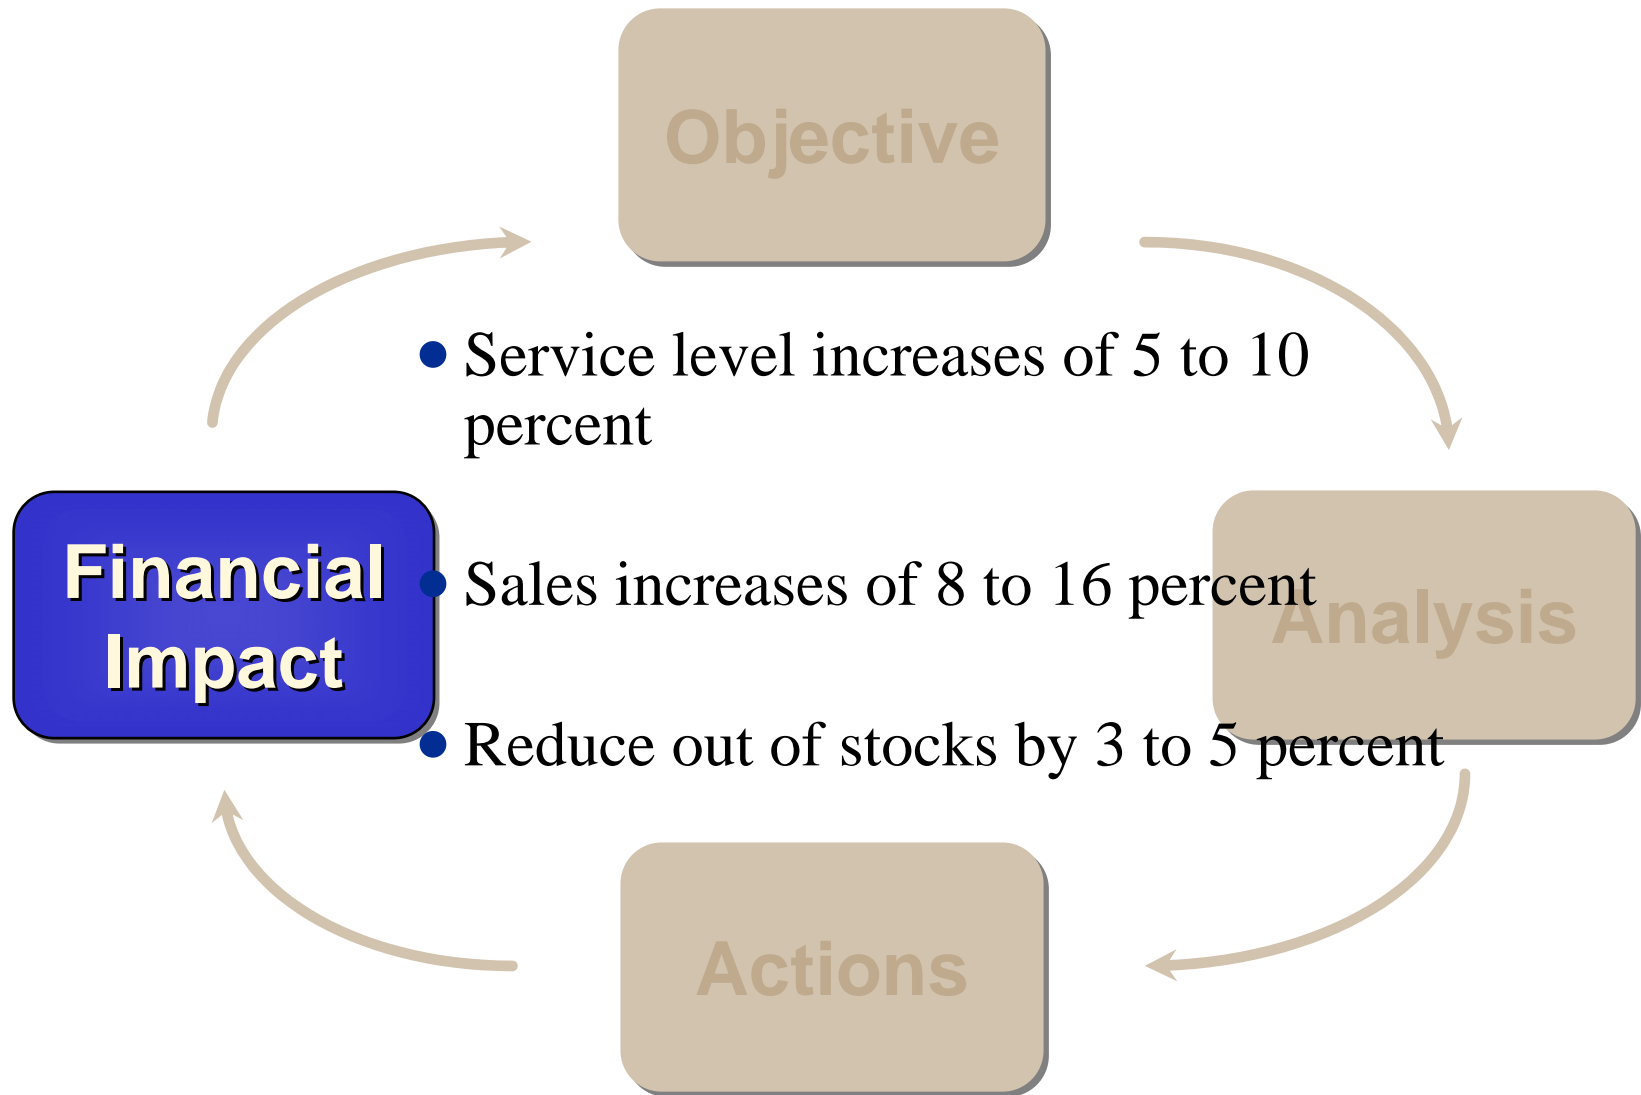 Objective
• Service level increases of 5 to 10
percent
Financial
Impact
• Sales increases of 8 to 16 percent
Analysis
• Reduce out of stocks by 3 to 5 percent
Actions